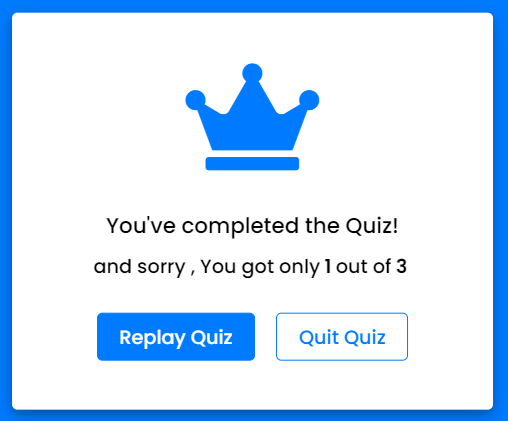 You've completed the Quiz!
and sorry , You got only 1 out of 3
Replay Quiz
Quit Quiz